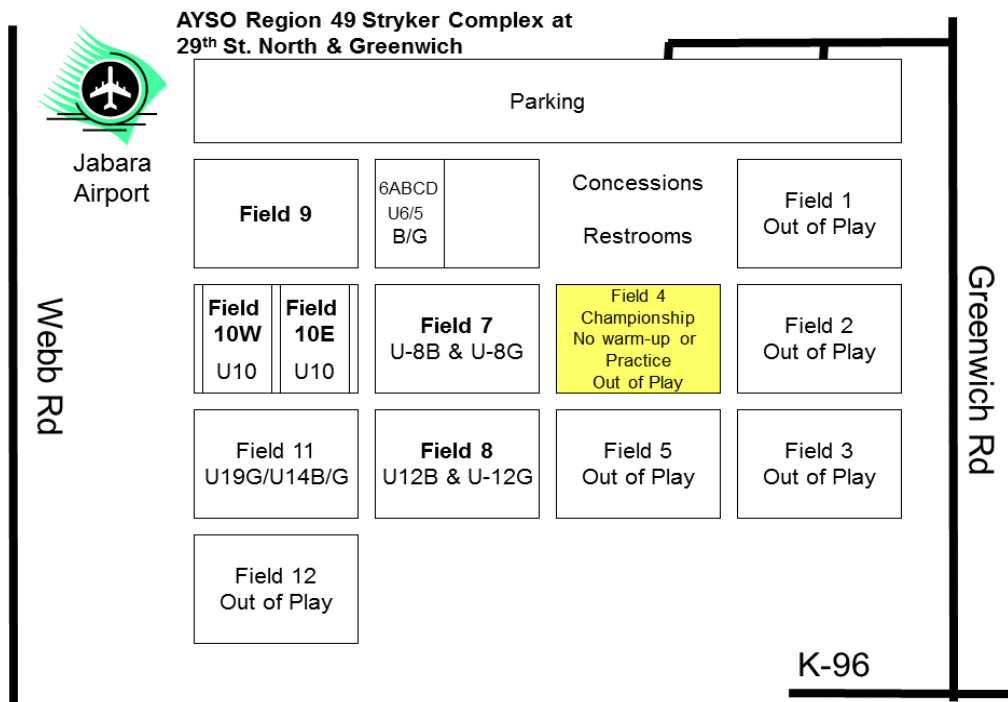 AYSO Region 49 Stryker Complex at
29th St. North & Greenwich
Parking
Jabara
Airport
Field 9
6ABCD
U6/5
B/G
Concessions
Restrooms
Field 1
Out of Play
Webb Rd
Field
10W
U10
Field
10E
U10
Field 7
U-8B & U-8G
Field 4
Championship
No warm-up or
Practice
Out of Play
Field 2
Out of Play
Greenwich Rd
Field 11
U19G/U14B/G
Field 8
U12B & U-12G
Field 5
Out of Play
Field 3
Out of Play
Field 12
Out of Play
K-96